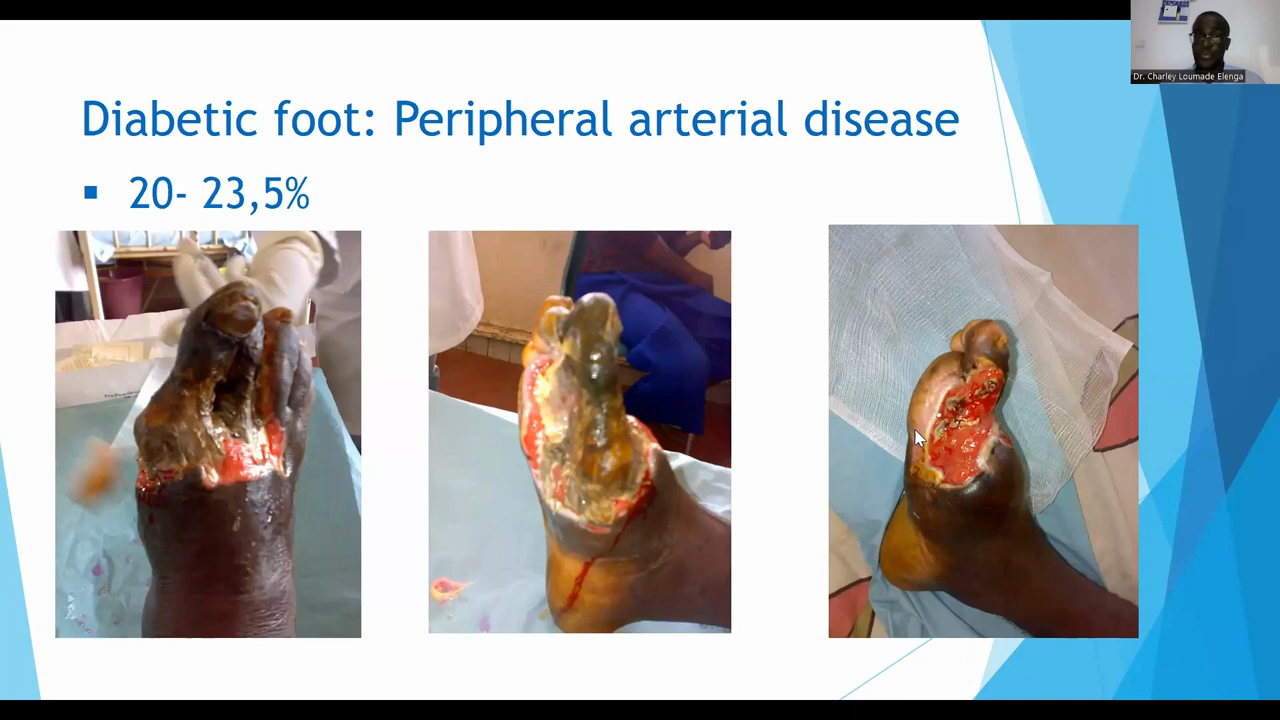 Dr. Charley Loumade Elenga
Diabetic foot: Peripheral arterial disease
20- 23,5%